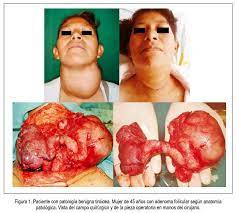 Figura 1. Paciente con patología benigna tiroidea. Mujer de 45 años con adenoma folicular según anatomía
patológica. Vista del campo quirúrgico y de la pieza operatoria en manos del cirujano.